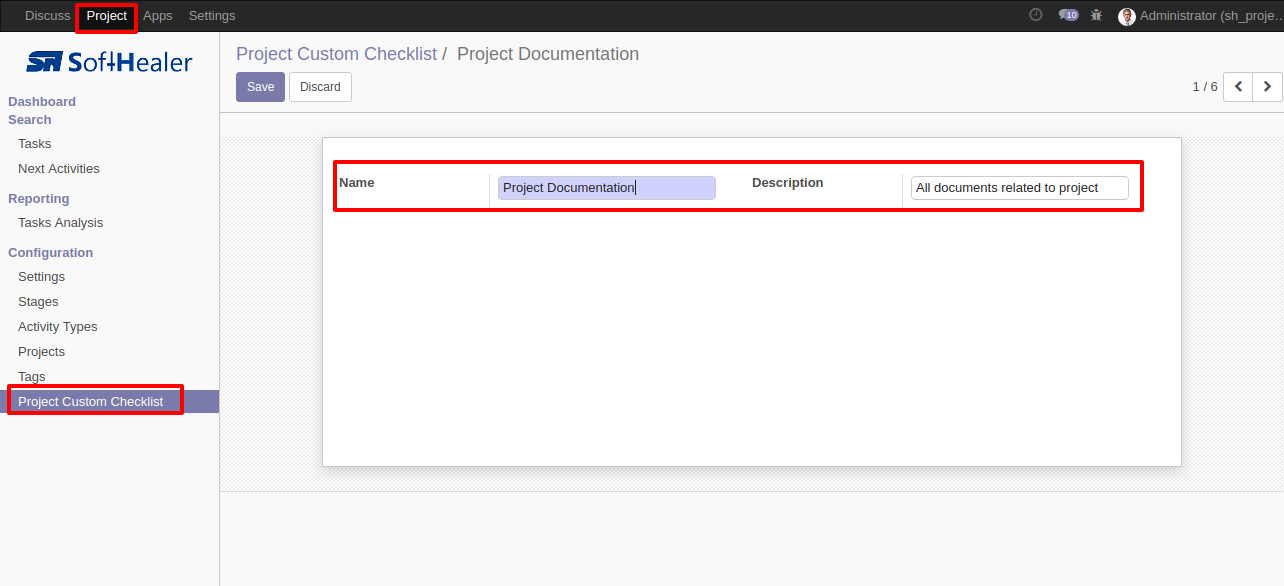 Discuss Project Apps Settings 10 Administrator (sh_proje...
SoftHealer
Project Custom Checklist / Project Documentation
Save Discard 1 / 6
Dashboard
Search
Tasks
Next Activities
Reporting
Tasks Analysis
Configuration
Settings
Stages
Activity Types
Projects
Tags
Project Custom Checklist
Name Project Documentation Description All documents related to project